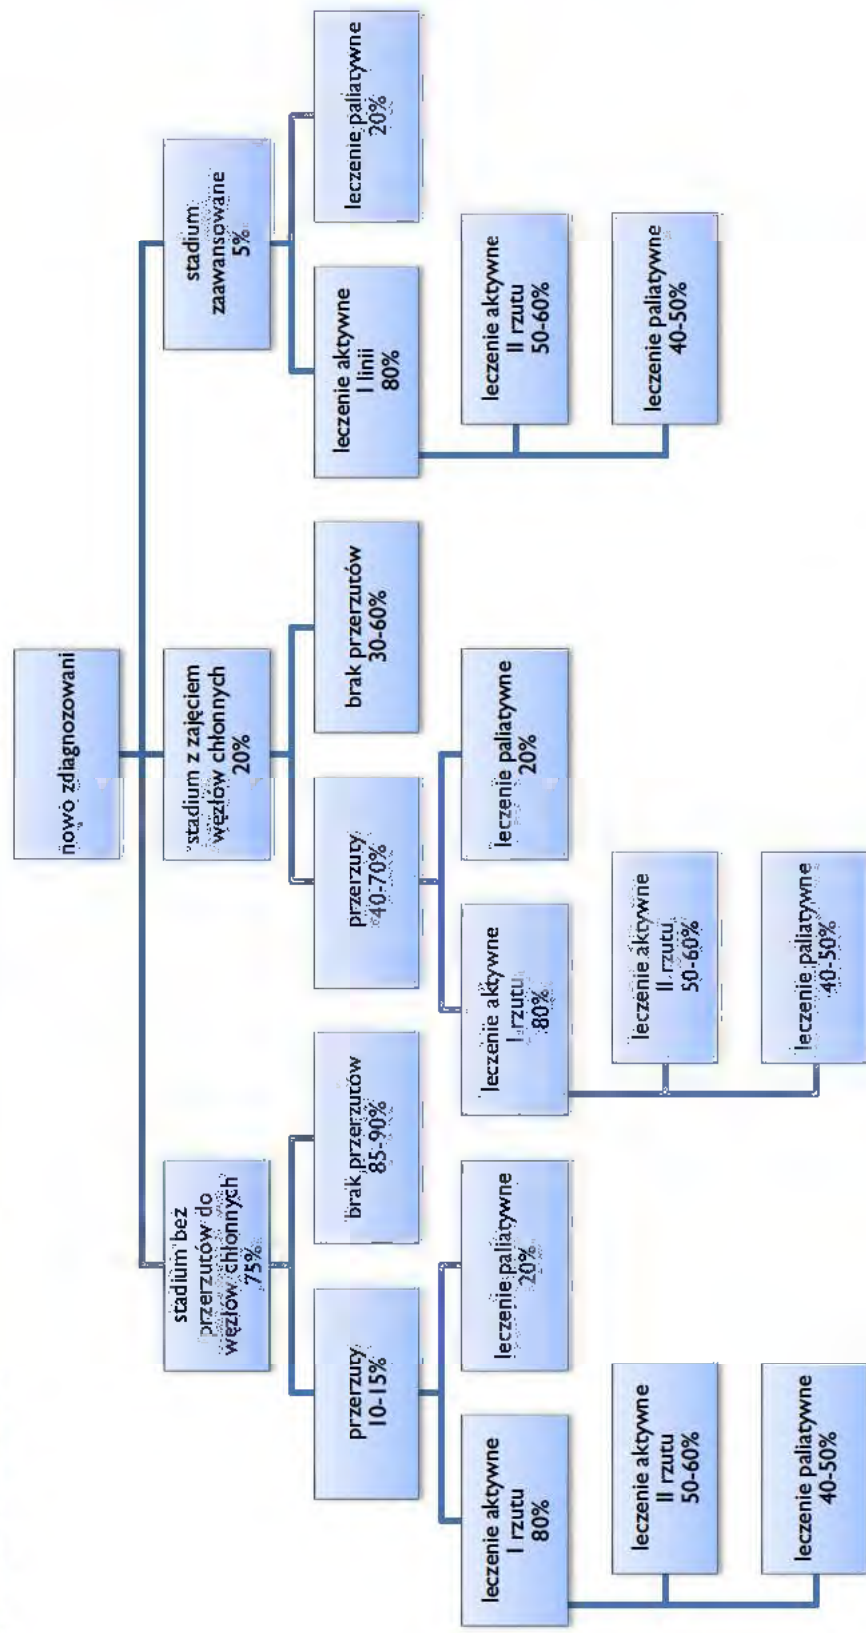 nowo zdiagnozowani
stadium bez
przerzutów do
węzłów chłonnych
75%
stadium z zajęciem
węzłów chłonnych
20%
stadium
zaawansowane
5%
przerzuty
10-15%
brak przerzutów
85-90%
przerzuty
40-70%
brak przerzutów
30-60%
leczenie aktywne
I linii
80%
leczenie paliatywne
20%
leczenie aktywne
I rzutu
80%
leczenie paliatywne
20%
leczenie aktywne
I rzutu
80%
leczenie paliatywne
20%
leczenie aktywne
II rzutu
50-60%
leczenie paliatywne
40-50%
leczenie aktywne
II rzutu
50-60%
leczenie paliatywne
40-50%
leczenie aktywne
II rzutu
50-60%
leczenie paliatywne
40-50%